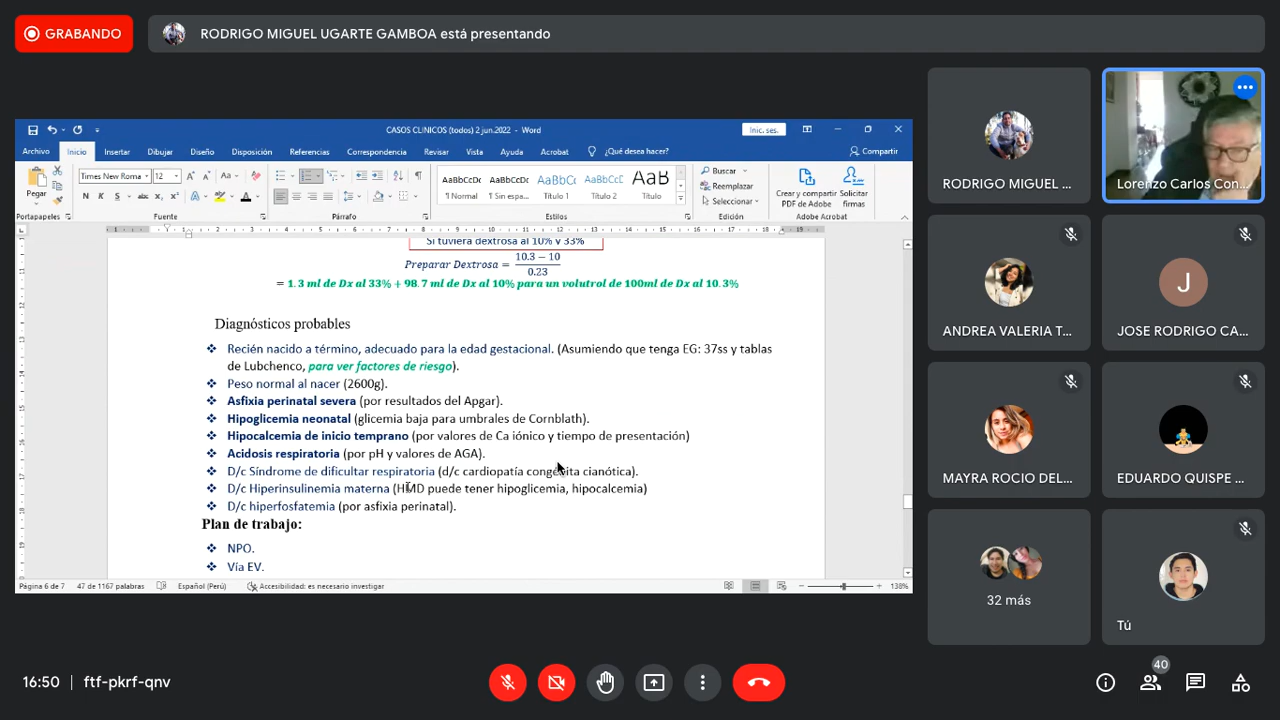 GRABANDO
RODRIGO MIGUEL UGARTE GAMBOA está presentando
CASOS CLINICOS (todos) 2 jun.2022 - Word
Inic. ses.
Archivo Inicio Insertar Dibujar Diseño Disposición Referencias Correspondencia Revisar Vista Ayuda Acrobat ¿Qué desea hacer? Compartir
Times New Roma 12
Pegar
N K S abc
AaBbCcDc AaBbCcDc AaBbCc AaBbCcD AaB
¶ Normal ¶ Sin espa... Título 1 Título 2 Título
Buscar
Reemplazar
Seleccionar
Crear y compartir PDF de Adobe
Solicitar firmas
Portapapeles Fuente Párrafo Estilos Edición Adobe Acrobat
Si tuviera dextrosa al 10% y 33%
Preparar Dextrosa = 10.3 − 10
0.23
= 1.3 ml de Dx al 33% + 98.7 ml de Dx al 10% para un volutrol de 100ml de Dx al 10.3%
Diagnósticos probables
❖ Recién nacido a término, adecuado para la edad gestacional. (Asumiendo que tenga EG: 37ss y tablas
de Lubchenco, para ver factores de riesgo).
❖ Peso normal al nacer (2600g).
❖ Asfixia perinatal severa (por resultados del Apgar).
❖ Hipoglicemia neonatal (glicemia baja para umbrales de Cornblath).
❖ Hipocalcemia de inicio temprano (por valores de Ca iónico y tiempo de presentación)
❖ Acidosis respiratoria (por pH y valores de AGA).
❖ D/c Síndrome de dificultar respiratoria (d/c cardiopatía congénita cianótica).
❖ D/c Hiperinsulinemia materna (HMD puede tener hipoglicemia, hipocalcemia)
❖ D/c hiperfosfatemia (por asfixia perinatal).
Plan de trabajo:
❖ NPO.
❖ Vía EV.
Página 6 de 7 47 de 1167 palabras Español (Perú) Accesibilidad: es necesario investigar 138%
RODRIGO MIGUEL ...
Lorenzo Carlos Con...
ANDREA VALERIA T...
J
JOSE RODRIGO CA...
MAYRA ROCIO DEL...
EDUARDO QUISPE ...
32 más
Tú
16:50 | ftf-pkrf-qnv
40